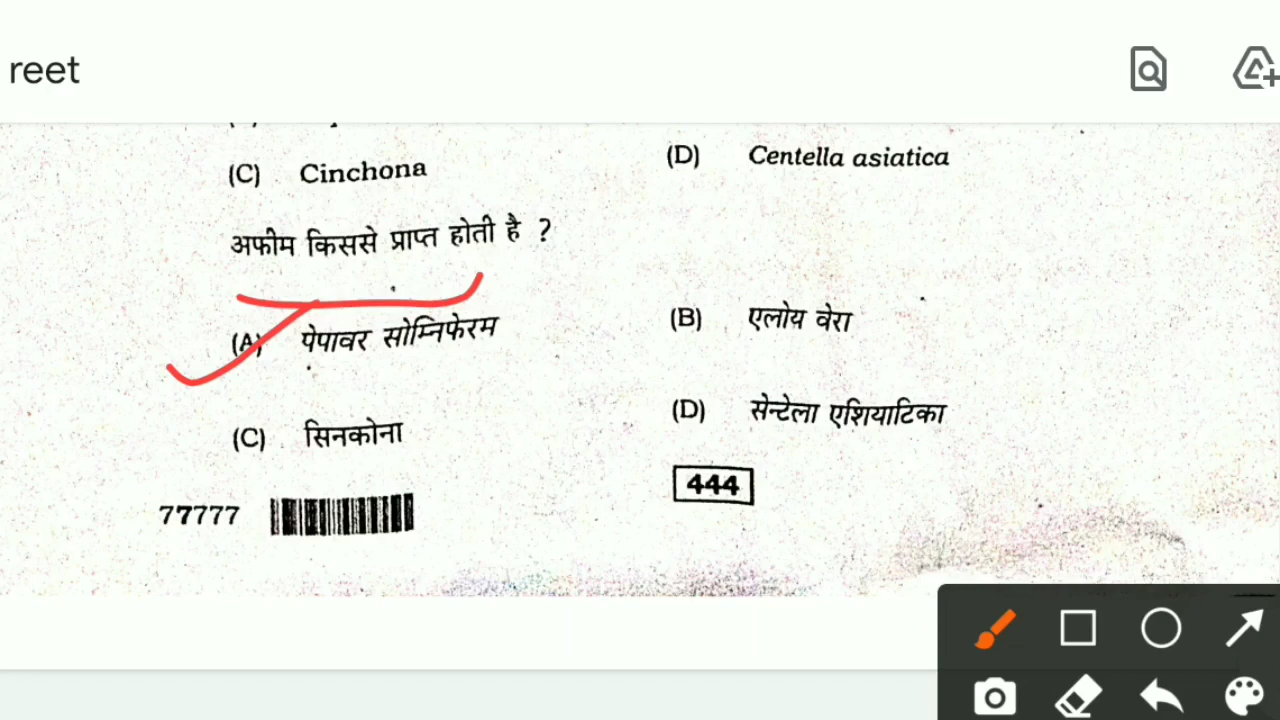 reet
(C) Cinchona
(D) Centella asiatica
अफीम किससे प्राप्त होती है ?
(A) पेपावर सोम्निफेरम
(B) एलोय वेरा
(C) सिनकोना
(D) सेन्टेला एशियाटिका
77777
444